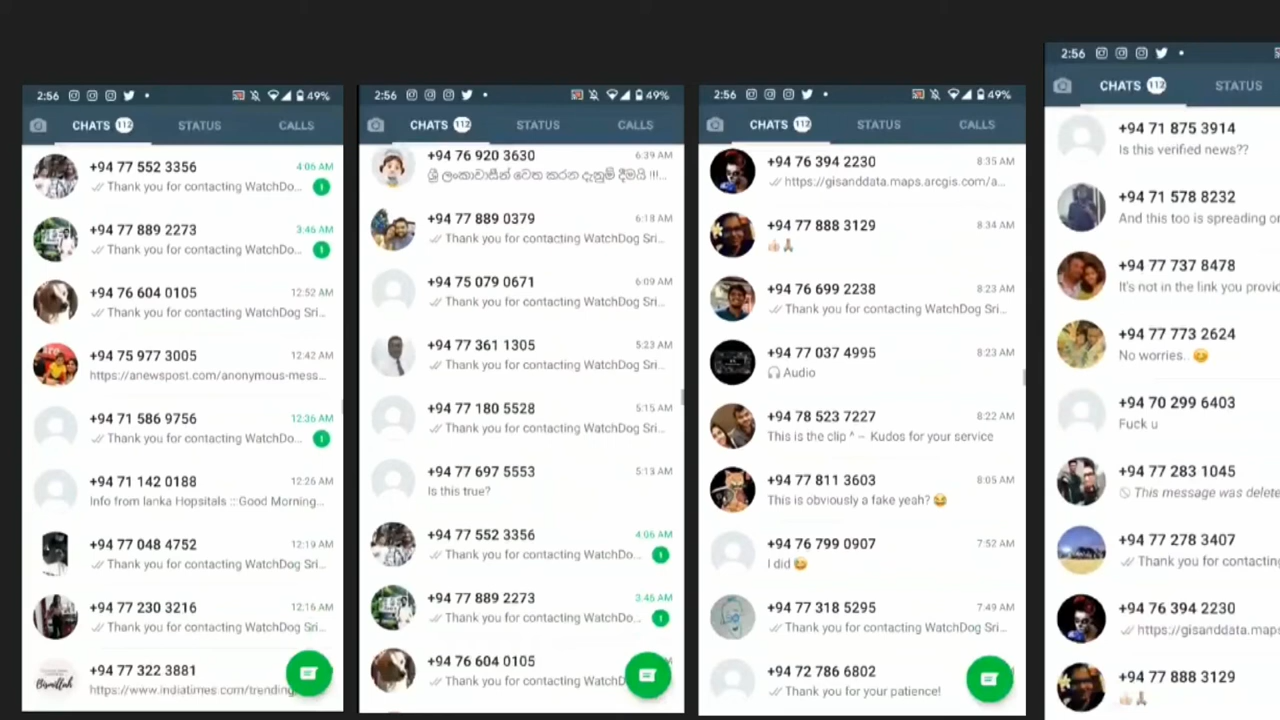 2:56 49%
CHATS 112 STATUS CALLS
+94 77 552 3356 4:06 AM
Thank you for contacting WatchDo... 1
+94 77 889 2273 3:46 AM
Thank you for contacting WatchDo... 1
+94 76 604 0105 12:52 AM
Thank you for contacting WatchDog Sri...
+94 75 977 3005 12:42 AM
https://anewspost.com/anonymous-mess...
+94 71 586 9756 12:36 AM
Thank you for contacting WatchDo... 1
+94 71 142 0188 12:26 AM
Info from lanka Hopsitals ::Good Morning...
+94 77 048 4752 12:19 AM
Thank you for contacting WatchDog Sri...
+94 77 230 3216 12:16 AM
Thank you for contacting WatchDog Sri...
Bismillah
+94 77 322 3881
https://www.indiatimes.com/trending
2:56 49%
CHATS 112 STATUS CALLS
+94 76 920 3630 6:39 AM
ශ්‍රී ලංකාවාසීන් වෙත කරන දැනුම් දීමයි !!!...
+94 77 889 0379 6:18 AM
Thank you for contacting WatchDog Sri...
+94 75 079 0671 6:09 AM
Thank you for contacting WatchDog Sri...
+94 77 361 1305 5:23 AM
Thank you for contacting WatchDog Sri...
+94 77 180 5528 5:15 AM
Thank you for contacting WatchDog Sri...
+94 77 697 5553 5:13 AM
Is this true?
+94 77 552 3356 4:06 AM
Thank you for contacting WatchDo... 1
+94 77 889 2273 3:46 AM
Thank you for contacting WatchDo... 1
+94 76 604 0105
Thank you for contacting WatchD
2:56 49%
CHATS 112 STATUS CALLS
+94 76 394 2230 8:35 AM
https://gisanddata.maps.arcgis.com/a...
+94 77 888 3129 8:34 AM
👍🏼🙏🏼
+94 76 699 2238 8:23 AM
Thank you for contacting WatchDog Sri...
+94 77 037 4995 8:23 AM
Audio
+94 78 523 7227 8:22 AM
This is the clip ^ – Kudos for your service
+94 77 811 3603 8:05 AM
This is obviously a fake yeah? 😂
+94 76 799 0907 7:52 AM
I did 😂
+94 77 318 5295 7:49 AM
Thank you for contacting WatchDog Sri...
+94 72 786 6802
Thank you for your patience!
2:56
CHATS 112 STATUS
+94 71 875 3914
Is this verified news??
+94 71 578 8232
And this too is spreading or
+94 77 737 8478
It's not in the link you provi
+94 77 773 2624
No worries.. 😊
+94 70 299 6403
Fuck u
+94 77 283 1045
This message was delete
+94 77 278 3407
Thank you for contacting
+94 76 394 2230
https://gisanddata.maps
+94 77 888 3129
👍🏼🙏🏼